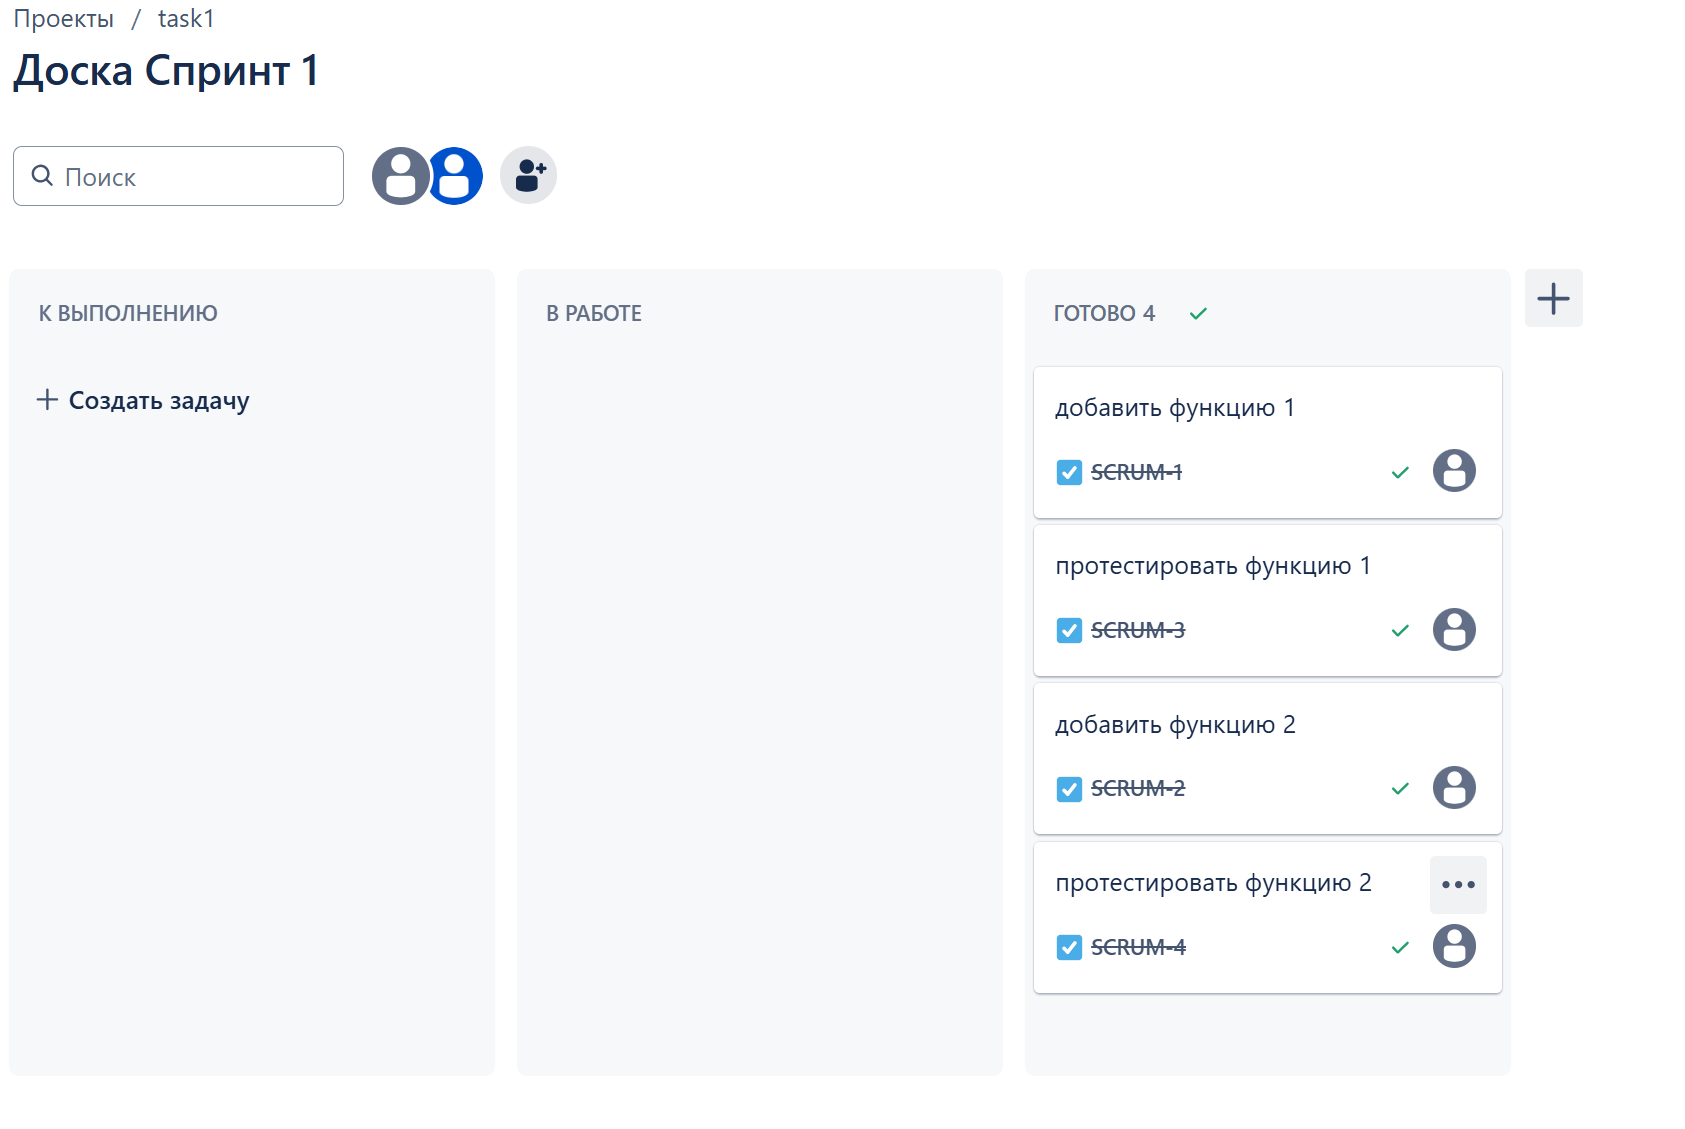 Проекты / task1
Доска Спринт 1
Поиск
К ВЫПОЛНЕНИЮ
Создать задачу
В РАБОТЕ
ГОТОВО 4
добавить функцию 1
SCRUM-1
протестировать функцию 1
SCRUM-3
добавить функцию 2
SCRUM-2
протестировать функцию 2
SCRUM-4